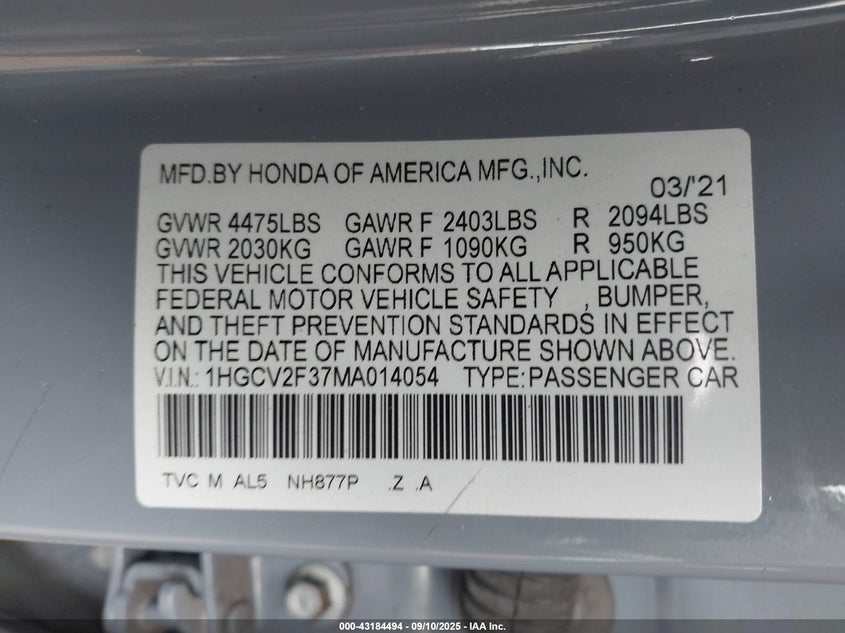 MFD.BY HONDA OF AMERICA MFG.,INC.
03/'21
GVWR 4475LBS GAWR F 2403LBS R 2094LBS
GVWR 2030KG GAWR F 1090KG R 950KG
THIS VEHICLE CONFORMS TO ALL APPLICABLE
FEDERAL MOTOR VEHICLE SAFETY , BUMPER,
AND THEFT PREVENTION STANDARDS IN EFFECT
ON THE DATE OF MANUFACTURE SHOWN ABOVE.
V.I.N.: 1HGCV2F37MA014054 TYPE:PASSENGER CAR
TVC M AL5 NH877P .Z .A
000-43184494 - 09/10/2025 - IAA Inc.